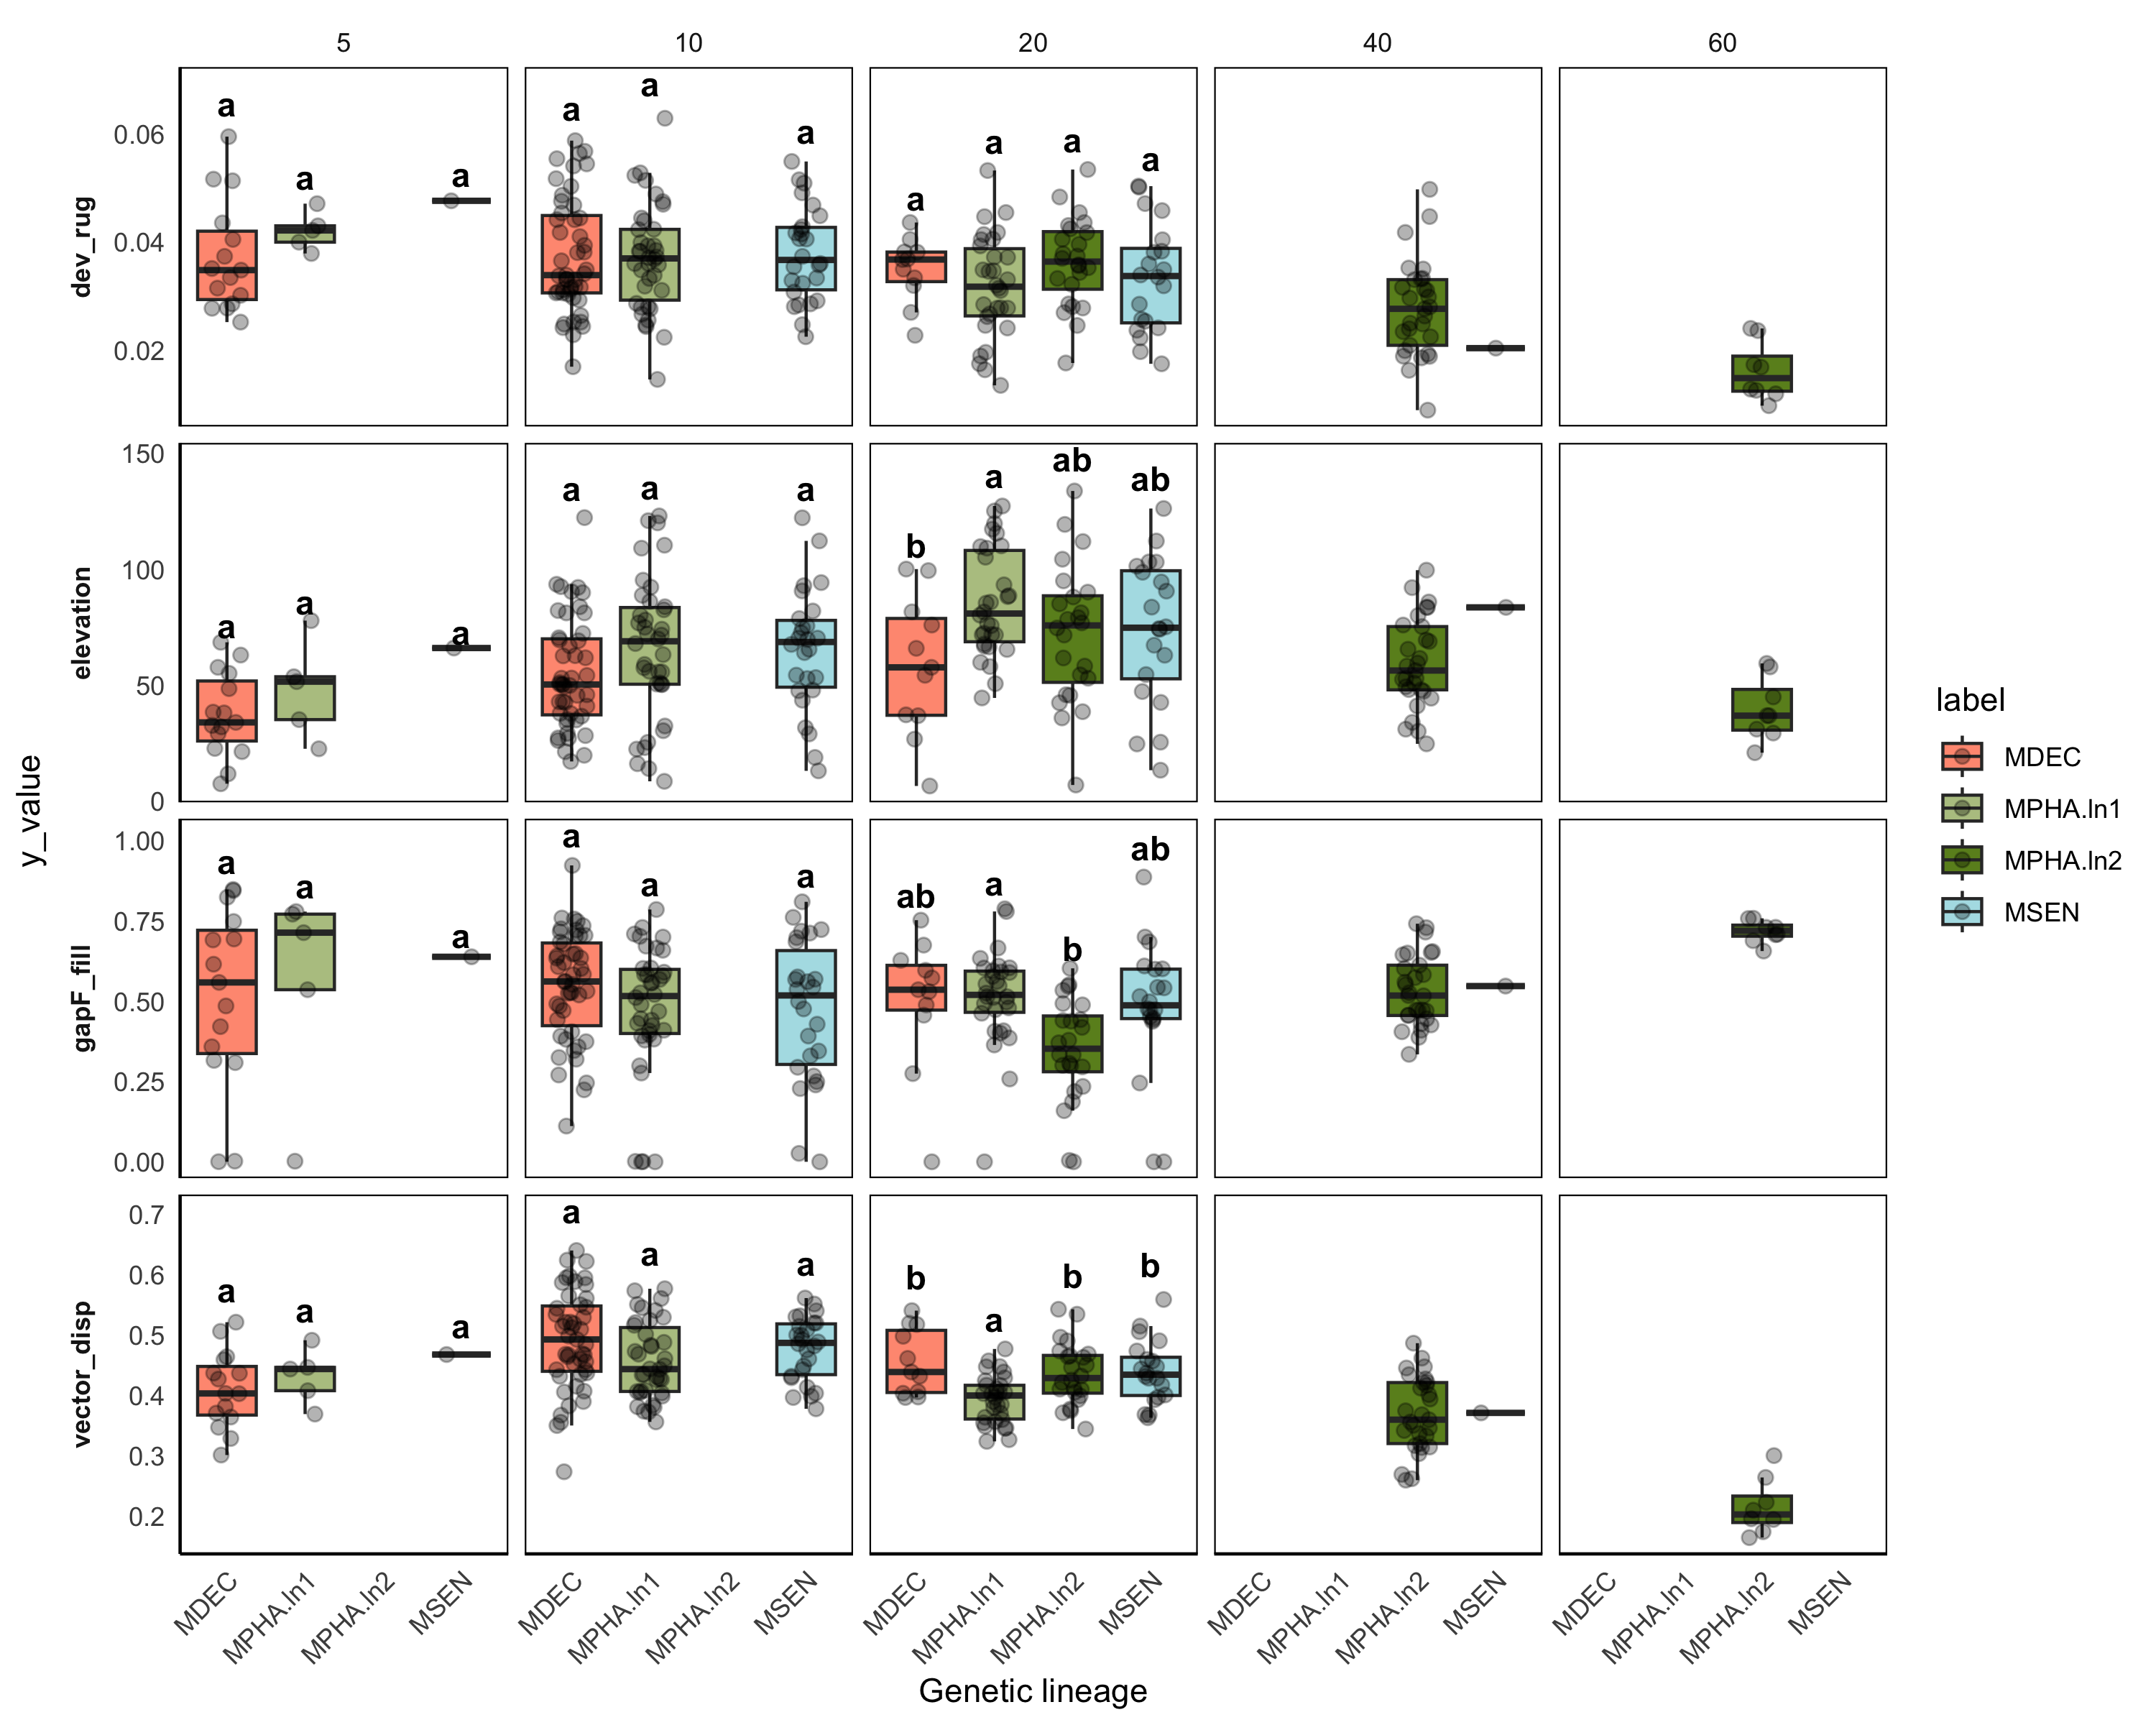 5 10 20 40 60
dev_rug
0.06
0.04
0.02
a a a
a a a
a a a a
elevation
150
100
50
0
a a a
a a a
b a ab ab
gapF_fill
1.00
0.75
0.50
0.25
0.00
a a a
a a a
ab a b ab
vector_disp
0.7
0.6
0.5
0.4
0.3
0.2
a a a
a a a
b a b b
MDEC MPHA.ln1 MPHA.ln2 MSEN
MDEC MPHA.ln1 MPHA.ln2 MSEN
MDEC MPHA.ln1 MPHA.ln2 MSEN
MDEC MPHA.ln1 MPHA.ln2 MSEN
MDEC MPHA.ln1 MPHA.ln2 MSEN
Genetic lineage
y_value
label
MDEC
MPHA.ln1
MPHA.ln2
MSEN